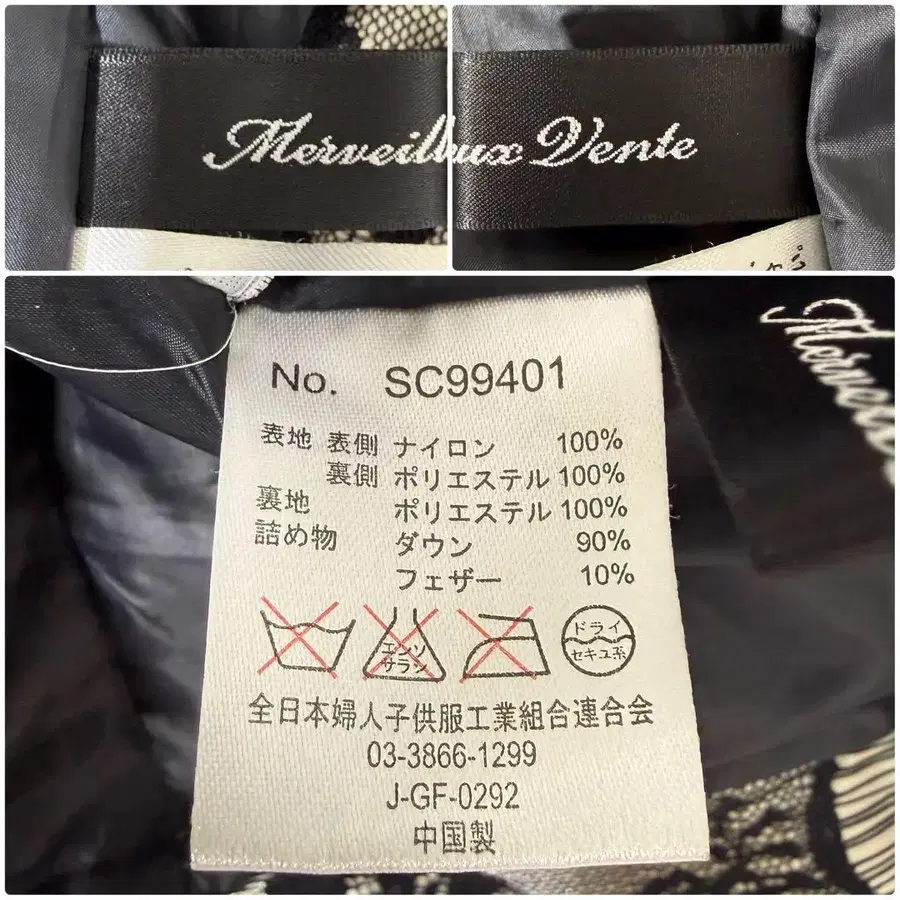 Merveilleux Vente
No. SC99401
表地 表側 ナイロン 100%
裏側 ポリエステル 100%
裏地 ポリエステル 100%
詰め物 ダウン 90%
フェザー 10%
エンソ
サラシ
ドライ
セキユ系
全日本婦人子供服工業組合連合会
03-3866-1299
J-GF-0292
中国製